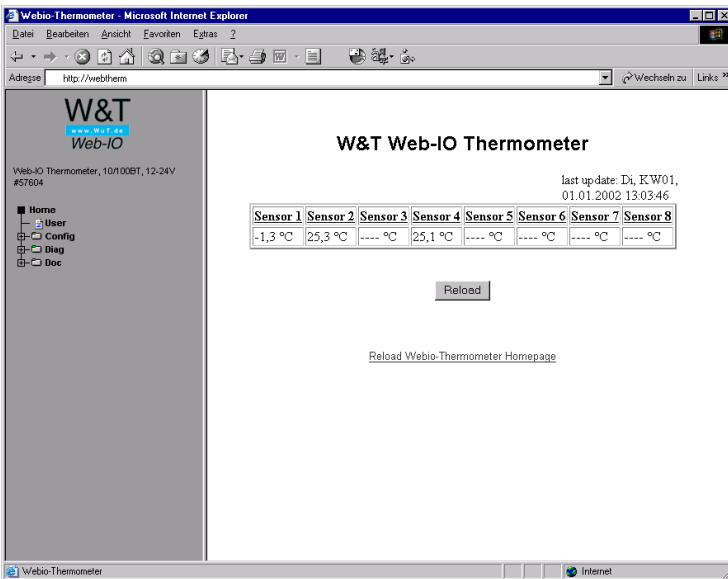 Webio-Thermometer - Microsoft Internet Explorer
Datei Bearbeiten Ansicht Favoriten Extras ?
Adresse http://webtherm Wechseln zu Links »
W&T
www.WuT.de
Web-IO
Web-IO Thermometer, 10/100BT, 12-24V
#57604
Home
User
Config
Diag
Doc
W&T Web-IO Thermometer
last update: Di, KW01,
01.01.2002 13:03:46
Sensor 1 Sensor 2 Sensor 3 Sensor 4 Sensor 5 Sensor 6 Sensor 7 Sensor 8
-1,3 °C 25,3 °C ---- °C 25,1 °C ---- °C ---- °C ---- °C ---- °C
Reload
Reload Webio-Thermometer Homepage
Webio-Thermometer Internet